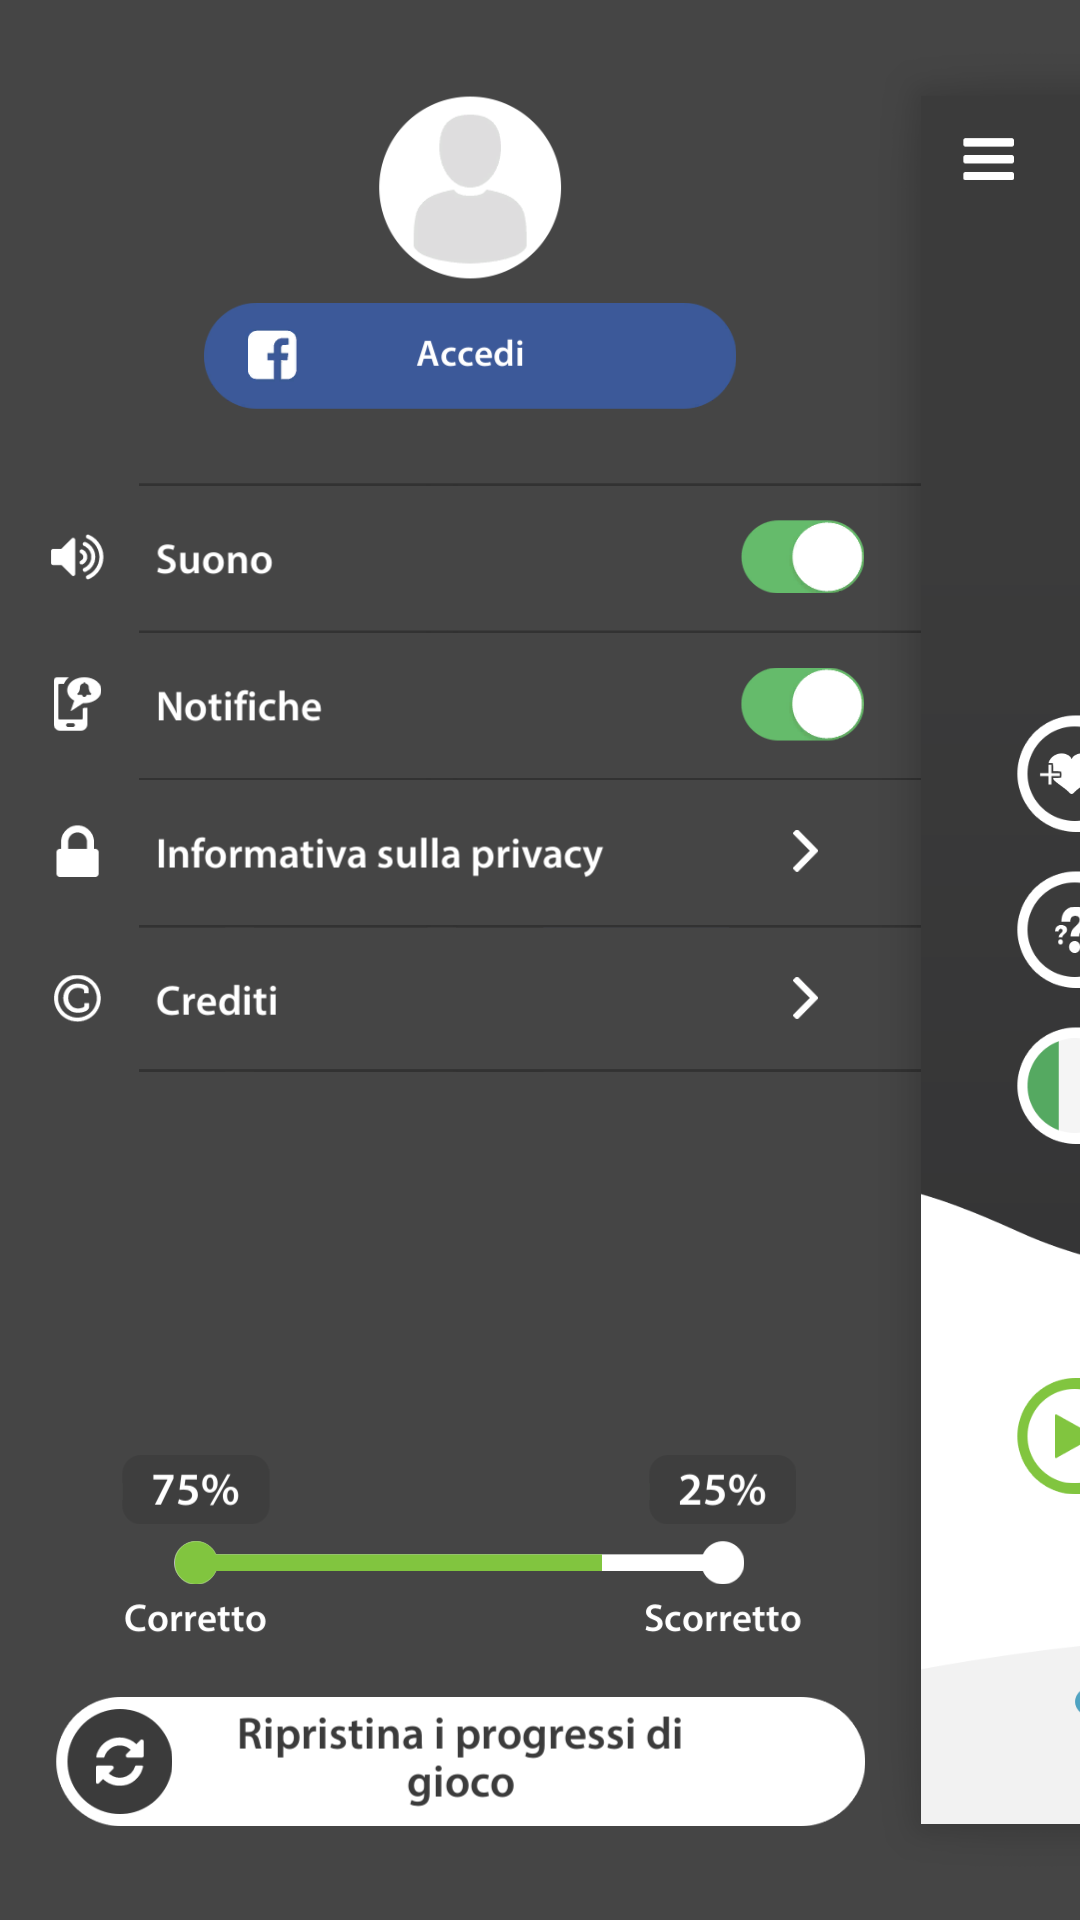 Accedi
Suono
Notifiche
Informativa sulla privacy
Crediti
75% 25%
Corretto Scorretto
Ripristina i progressi di
gioco